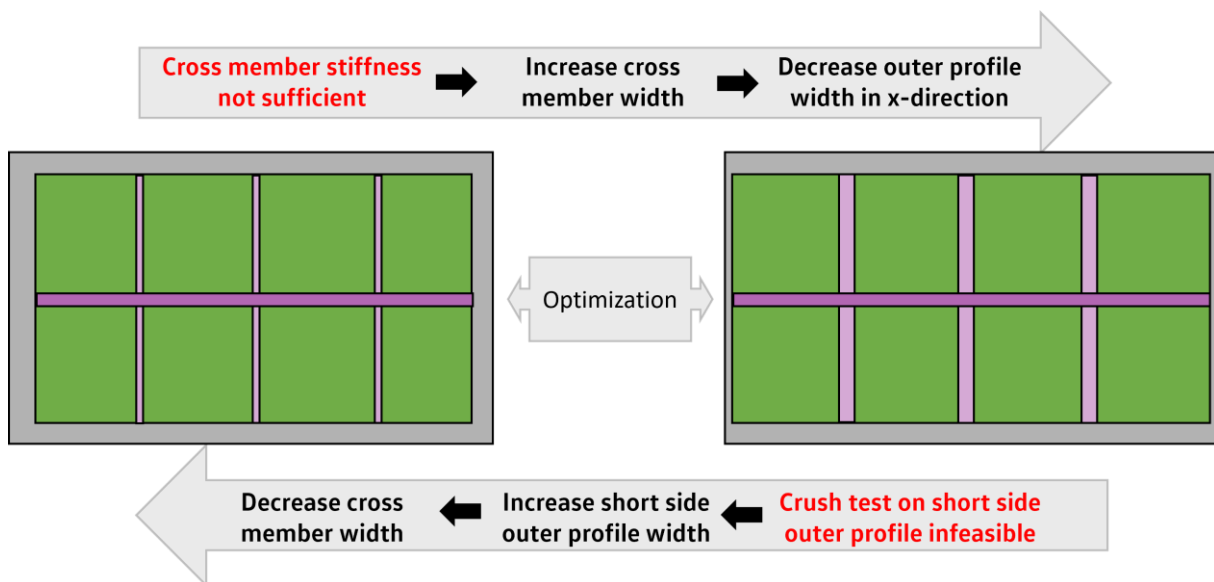 Cross member stiffness
not sufficient
Increase cross
member width
Decrease outer profile
width in x-direction
Optimization
Decrease cross
member width
Increase short side
outer profile width
Crush test on short side
outer profile infeasible